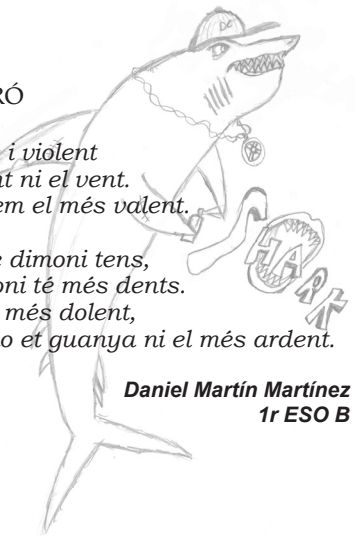 RÓ
i violent
t ni el vent.
em el més valent.
e dimoni tens,
oni té més dents.
més dolent,
o et guanya ni el més ardent.
Daniel Martín Martínez
1r ESO B
DC
SHARK